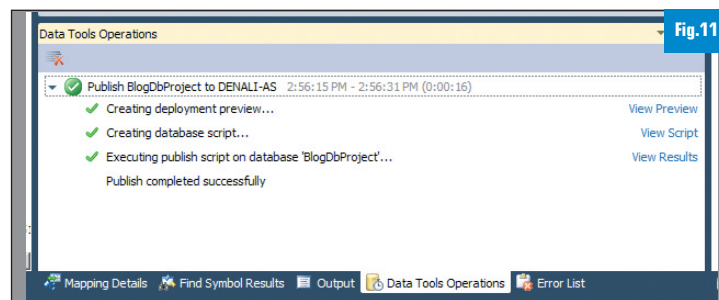 Data Tools Operations
Fig.11
Publish BlogDbProject to DENALI-AS 2:56:15 PM - 2:56:31 PM (0:00:16)
Creating deployment preview... View Preview
Creating database script... View Script
Executing publish script on database 'BlogDbProject'... View Results
Publish completed successfully
Mapping Details Find Symbol Results Output Data Tools Operations Error List